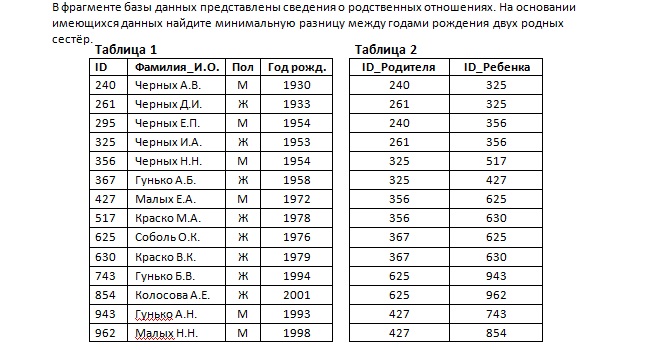 В фрагменте базы данных представлены сведения о родственных отношениях. На основании
имеющихся данных найдите минимальную разницу между годами рождения двух родных
сестёр.
Таблица 1
ID Фамилия_И.О. Пол Год рожд.
240 Черных А.В. М 1930
261 Черных Д.И. Ж 1933
295 Черных Е.П. М 1954
325 Черных И.А. Ж 1953
356 Черных Н.Н. М 1954
367 Гунько А.Б. Ж 1958
427 Малых Е.А. М 1972
517 Краско М.А. Ж 1978
625 Соболь О.К. Ж 1976
630 Краско В.К. Ж 1979
743 Гунько Б.В. Ж 1994
854 Колосова А.Е. Ж 2001
943 Гунько А.Н. М 1993
962 Малых Н.Н. М 1998
Таблица 2
ID_Родителя ID_Ребенка
240 325
261 325
240 356
261 356
325 517
325 427
356 625
356 630
367 625
367 630
625 943
625 962
427 743
427 854